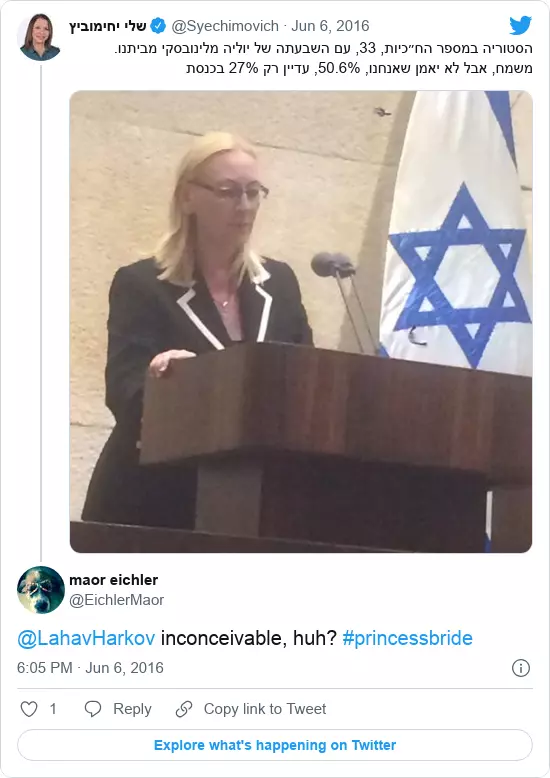 שלי יחימוביץ @Syechimovich · Jun 6, 2016
הסטוריה במספר הח״כיות, 33, עם השבעתה של יוליה מלינובסקי מביתנו.
משמח, אבל לא יאמן שאנחנו, 50.6%, עדיין רק 27% בכנסת
maor eichler
@EichlerMaor
@LahavHarkov inconceivable, huh? #princessbride
6:05 PM · Jun 6, 2016
1 Reply Copy link to Tweet
Explore what's happening on Twitter